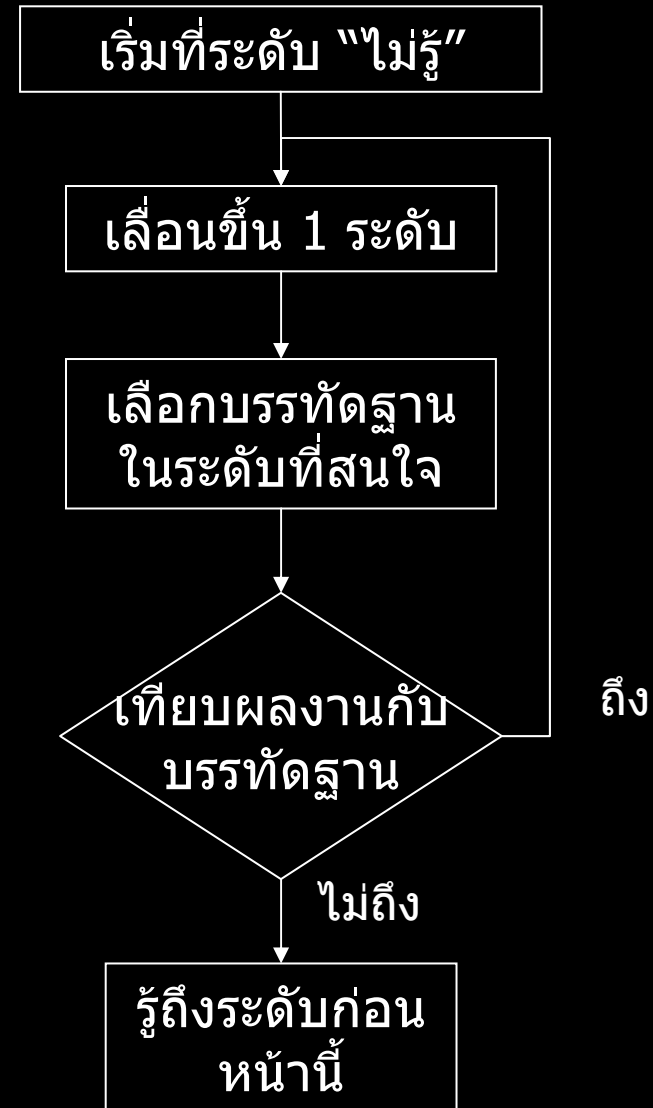 เริ่มที่ระดับ “ไม่รู้”
เลื่อนขึ้น 1 ระดับ
เลือกบรรทัดฐาน
ในระดับที่สนใจ
เทียบผลงานกับ
บรรทัดฐาน
ถึง
ไม่ถึง
รู้ถึงระดับก่อน
หน้านี้